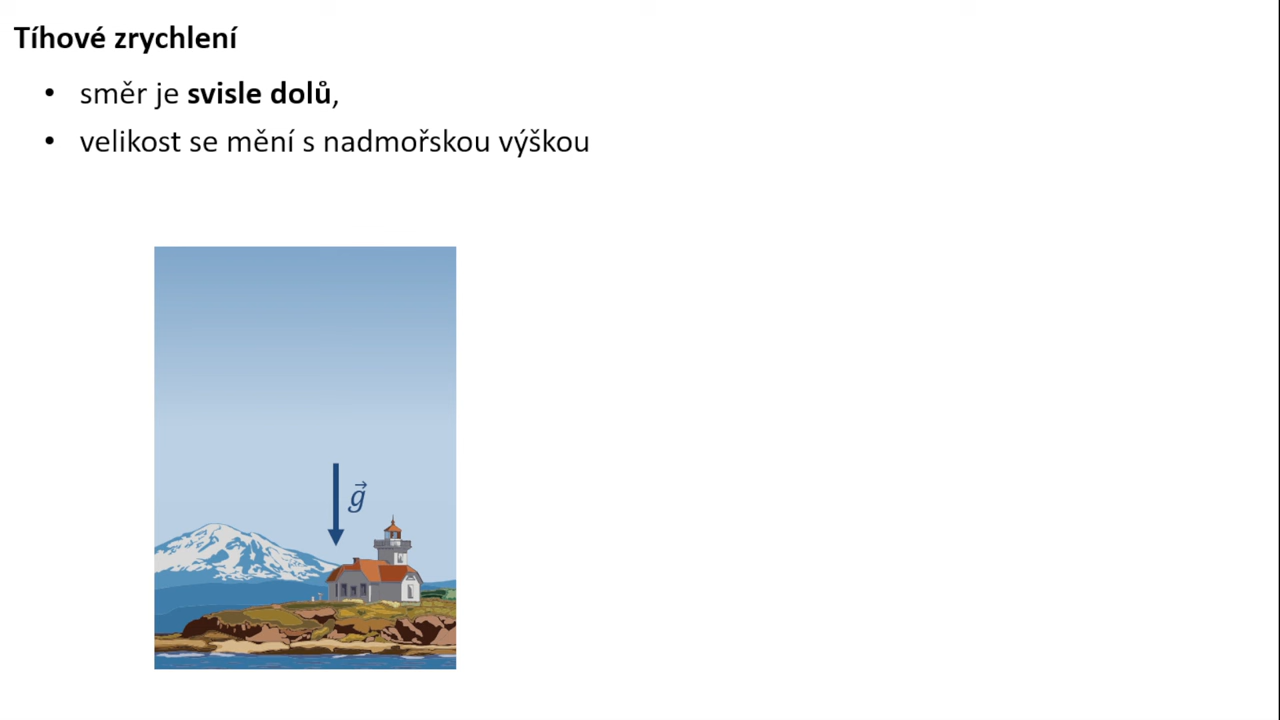 Tíhové zrychlení
• směr je svisle dolů,
• velikost se mění s nadmořskou výškou
g⃗